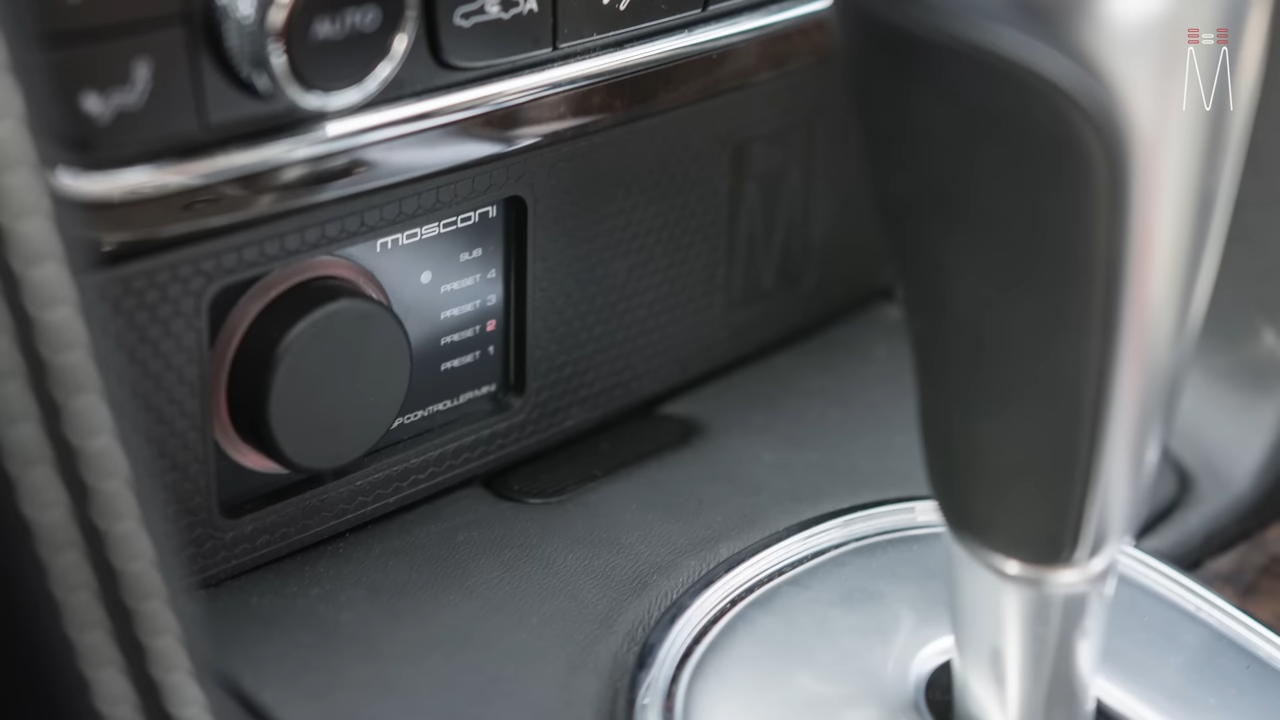 AUTO
A
M
MOSCONI
SUB
PRESET 4
PRESET 3
PRESET 2
PRESET 1
CONTROLLER MINI
M